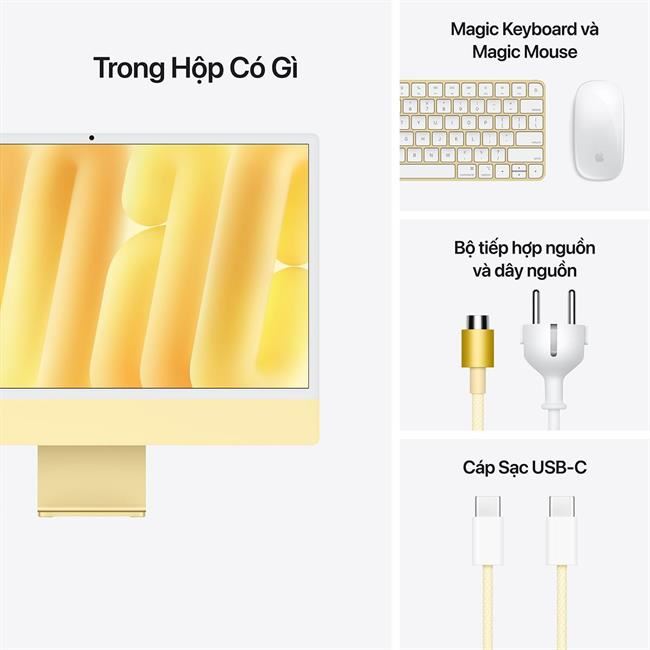 Trong Hộp Có Gì
Magic Keyboard và
Magic Mouse
Bộ tiếp hợp nguồn
và dây nguồn
Cáp Sạc USB-C